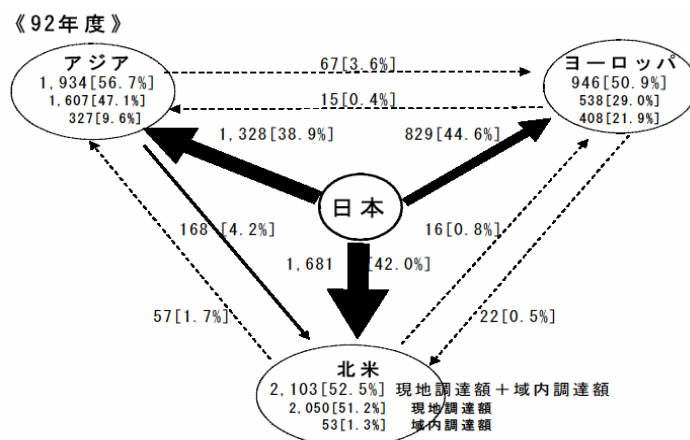 《92年度》
アジア
1,934[56.7%]
1,607[47.1%]
327[9.6%]
67[3.6%]
15[0.4%]
ヨーロッパ
946[50.9%]
538[29.0%]
408[21.9%]
1,328[38.9%]
829[44.6%]
日本
168[4.2%]
16[0.8%]
1,681[42.0%]
57[1.7%]
22[0.5%]
北米
2,103[52.5%] 現地調達額＋域内調達額
2,050[51.2%] 現地調達額
53[1.3%] 域内調達額